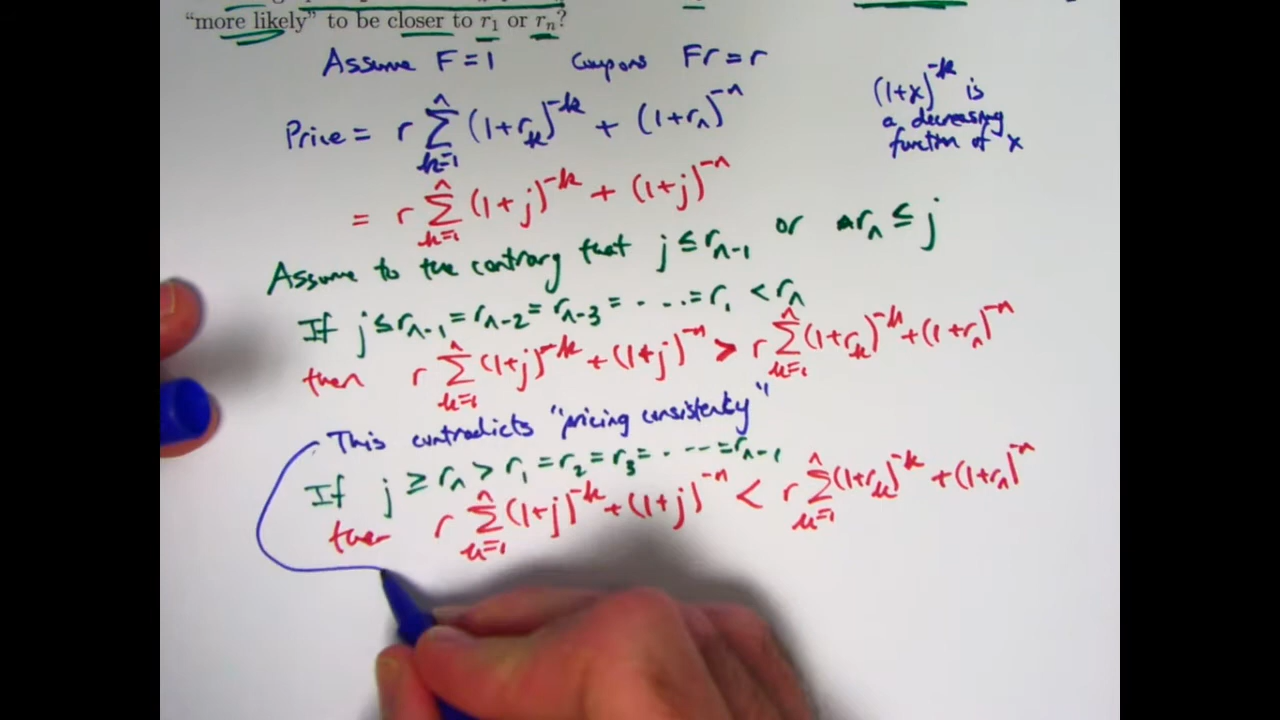 "more likely" to be closer to r₁ or rₙ?
Assume F = 1 Coupons Fr = r
(1+x)^{-k} is
a decreasing
function of x
Price = r ∑_{k=1}^{n} (1+r_k)^{-k} + (1+r_n)^{-n}
= r ∑_{k=1}^{n} (1+j)^{-k} + (1+j)^{-n}
Assume to the contrary that j ≤ r_{n-1} or r_n ≤ j
If j ≤ r_{n-1} = r_{n-2} = r_{n-3} = ..... = r_1 < r_n
then r ∑_{k=1}^{n} (1+j)^{-k} + (1+j)^{-n} > r ∑_{k=1}^{n} (1+r_k)^{-k} + (1+r_n)^{-n}
This contradicts "pricing consistency"
If j ≥ r_n > r_1 = r_2 = r_3 = ..... = r_{n-1}
then r ∑_{k=1}^{n} (1+j)^{-k} + (1+j)^{-n} < r ∑_{k=1}^{n} (1+r_k)^{-k} + (1+r_n)^{-n}